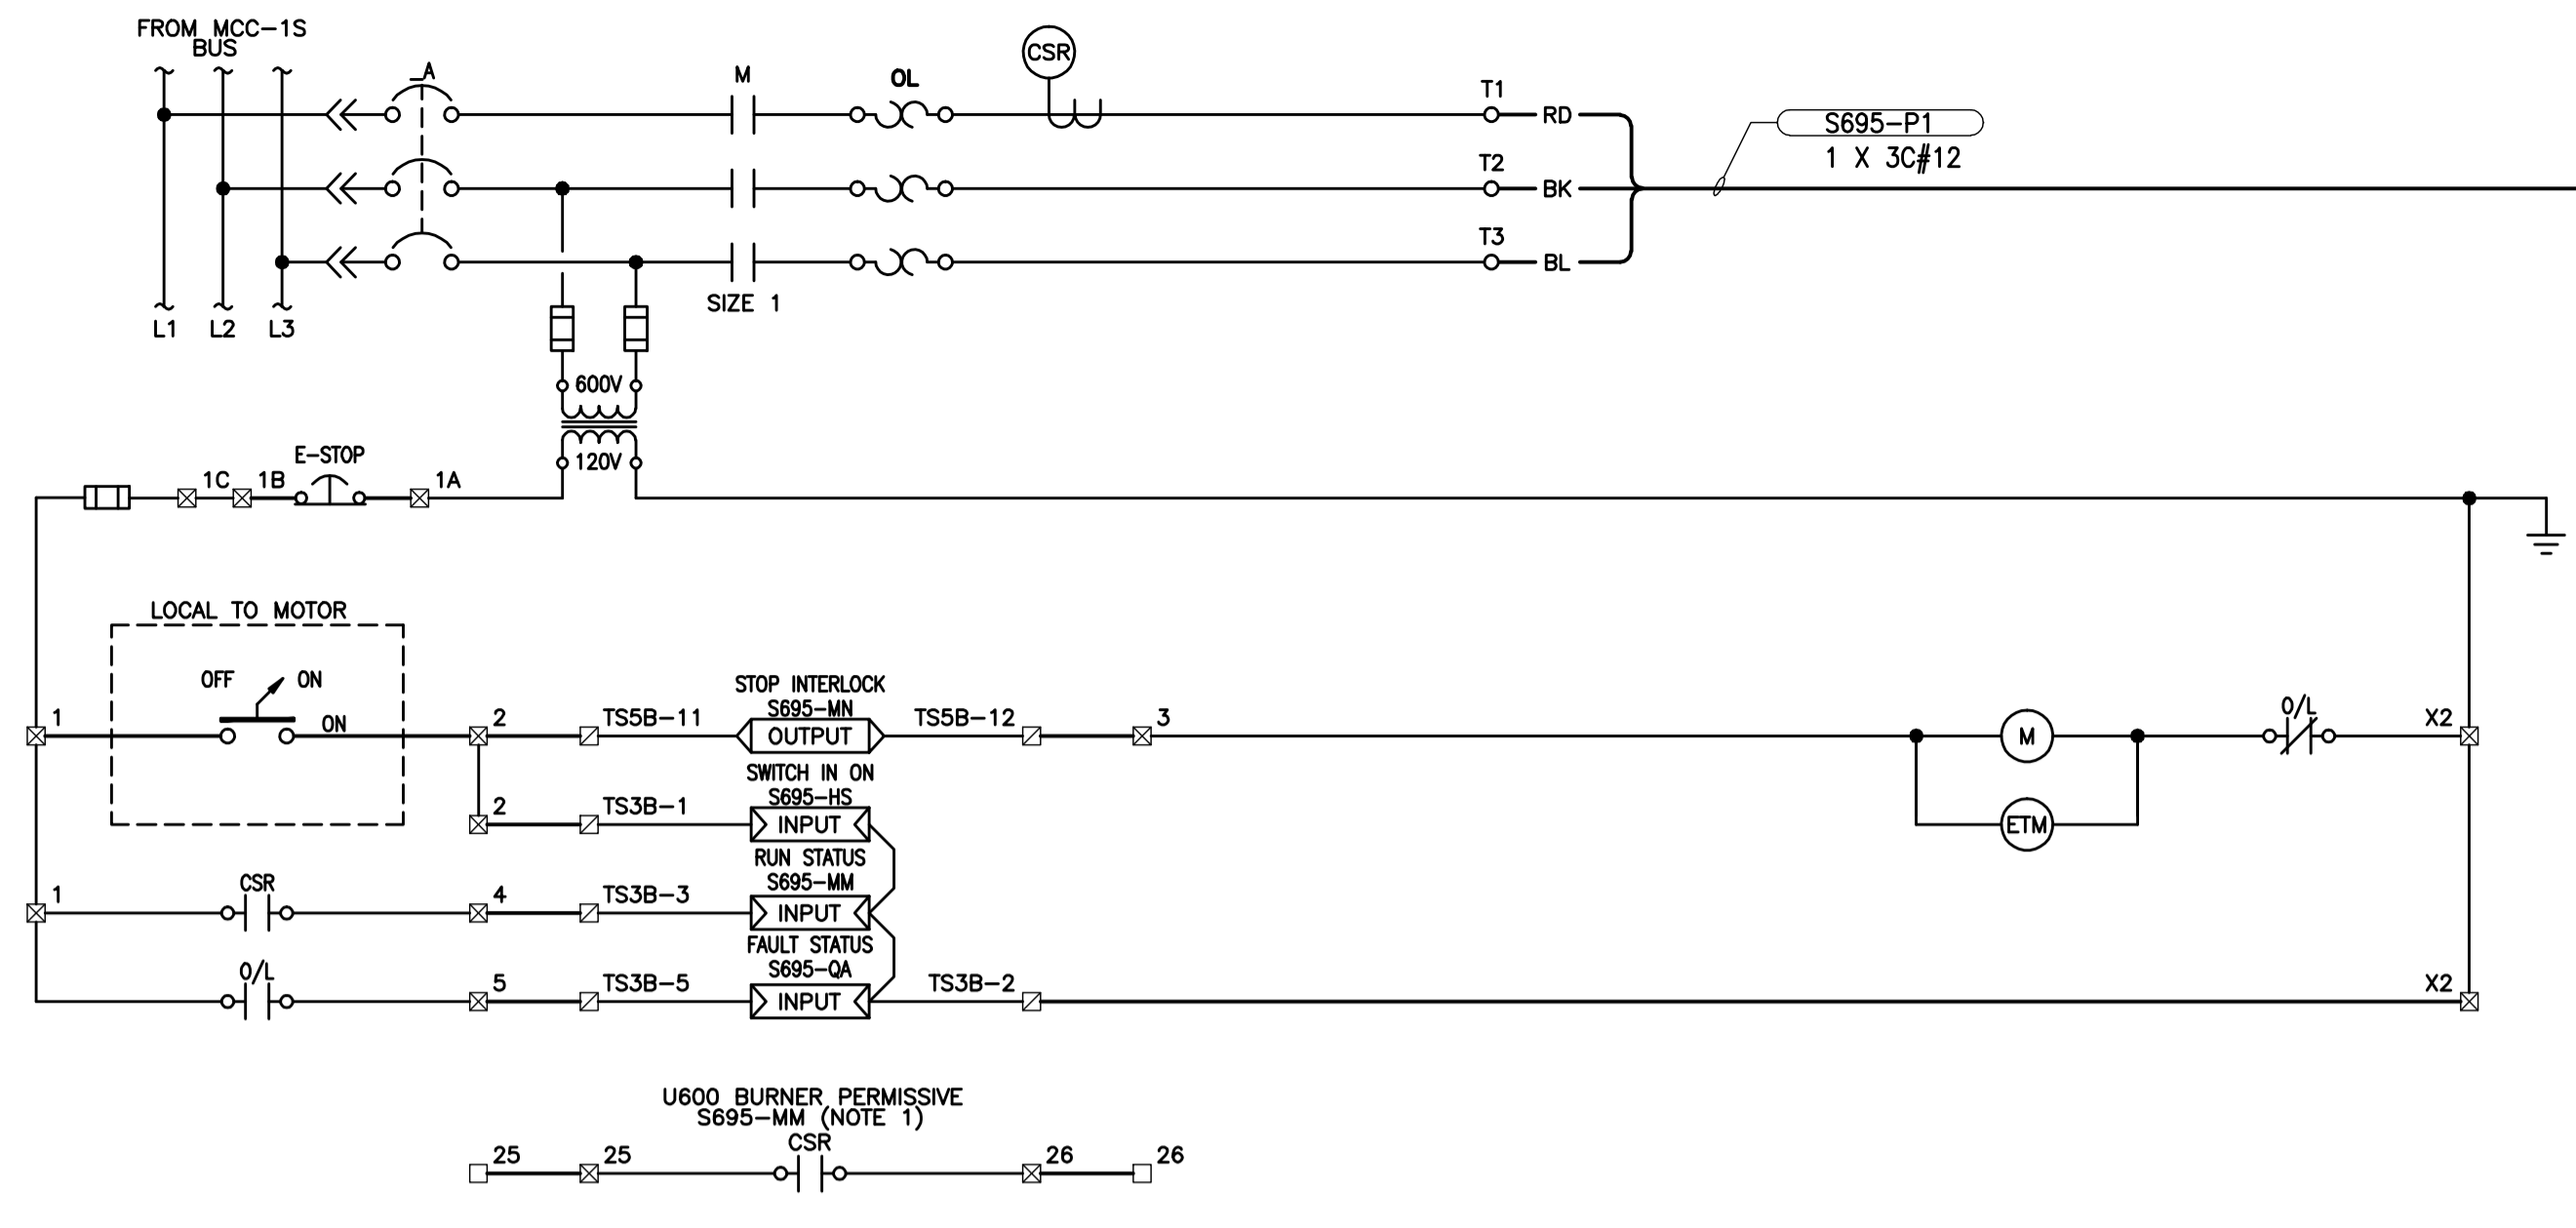 FROM MCC-1S
BUS
_A
M
OL
CSR
T1
RD
S695-P1
1 X 3C#12
T2
BK
T3
BL
SIZE 1
L1
L2
L3
600V
120V
E-STOP
1C
1B
1A
LOCAL TO MOTOR
OFF
ON
ON
1
2
TS5B-11
STOP INTERLOCK
S695-MN
OUTPUT
TS5B-12
3
M
O/L
X2
2
TS3B-1
SWITCH IN ON
S695-HS
INPUT
ETM
1
CSR
4
TS3B-3
RUN STATUS
S695-MM
INPUT
O/L
5
TS3B-5
FAULT STATUS
S695-QA
INPUT
TS3B-2
X2
U600 BURNER PERMISSIVE
S695-MM (NOTE 1)
CSR
25
25
26
26